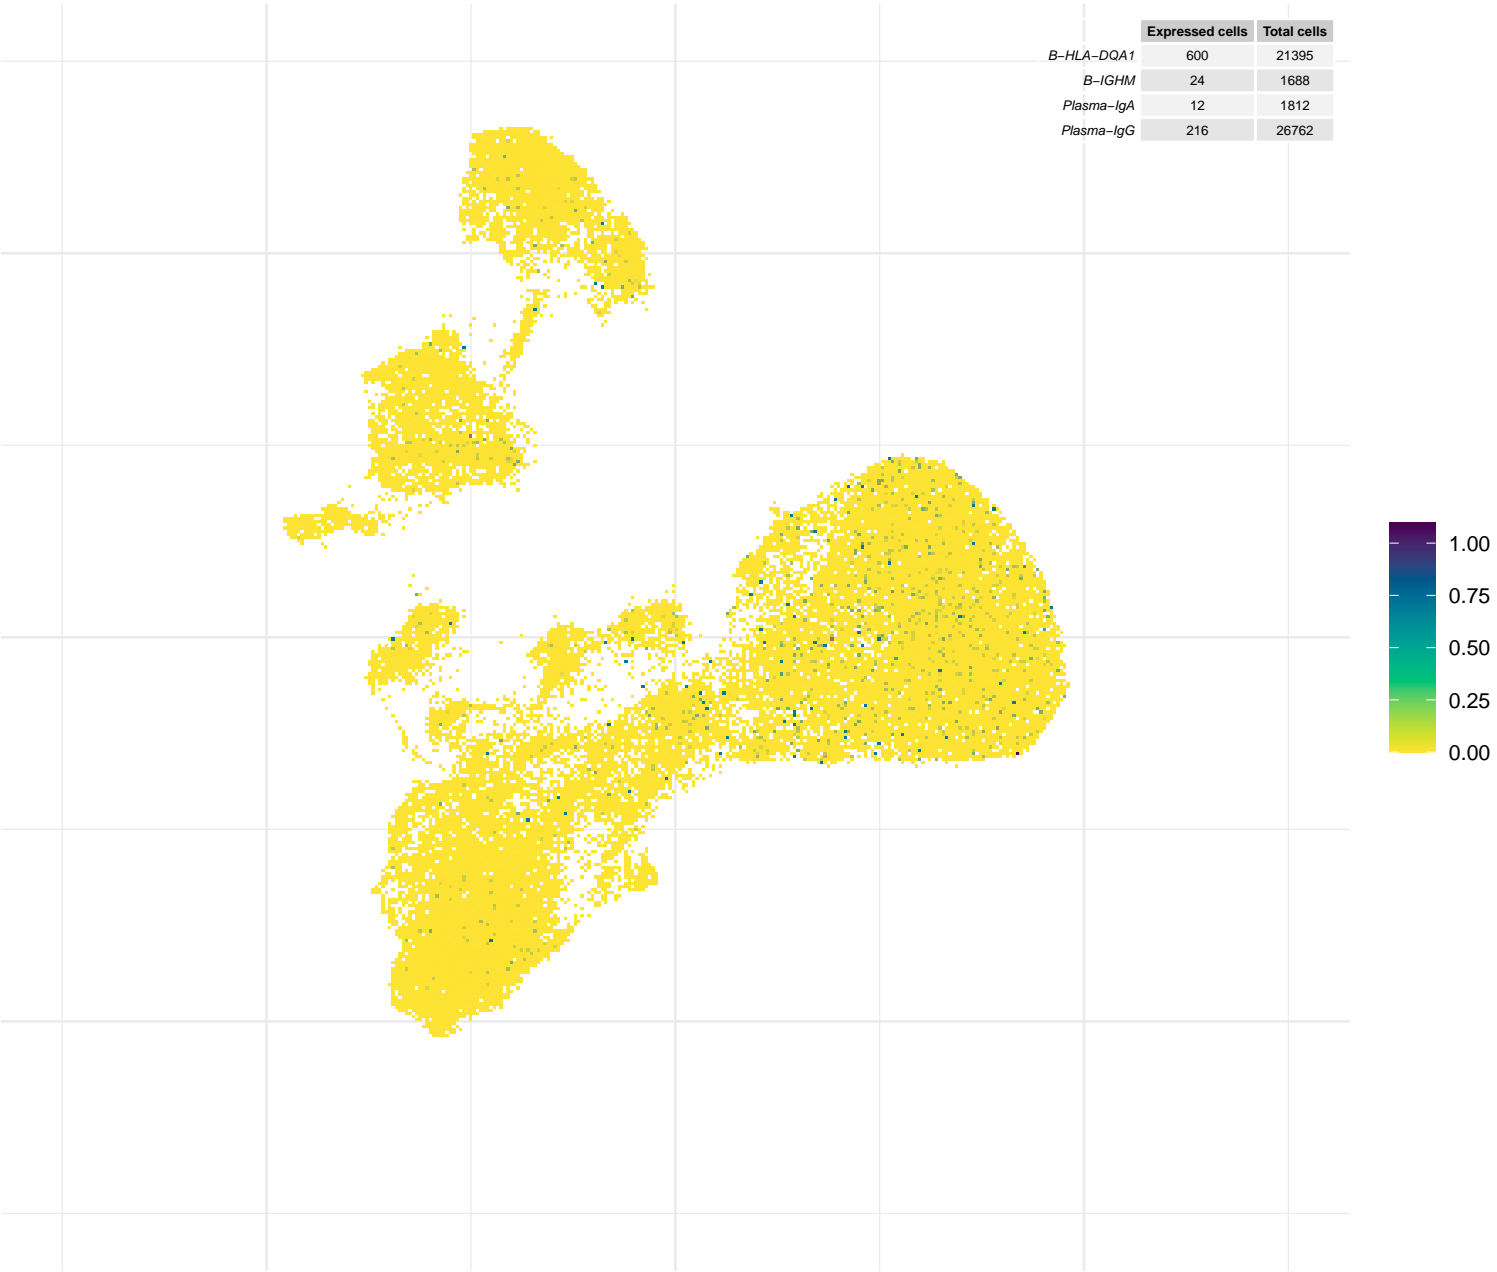 Expressed cells Total cells
B−HLA−DQA1 600 21395
B−IGHM 24 1688
Plasma−IgA 12 1812
Plasma−IgG 216 26762
1.00
0.75
0.50
0.25
0.00